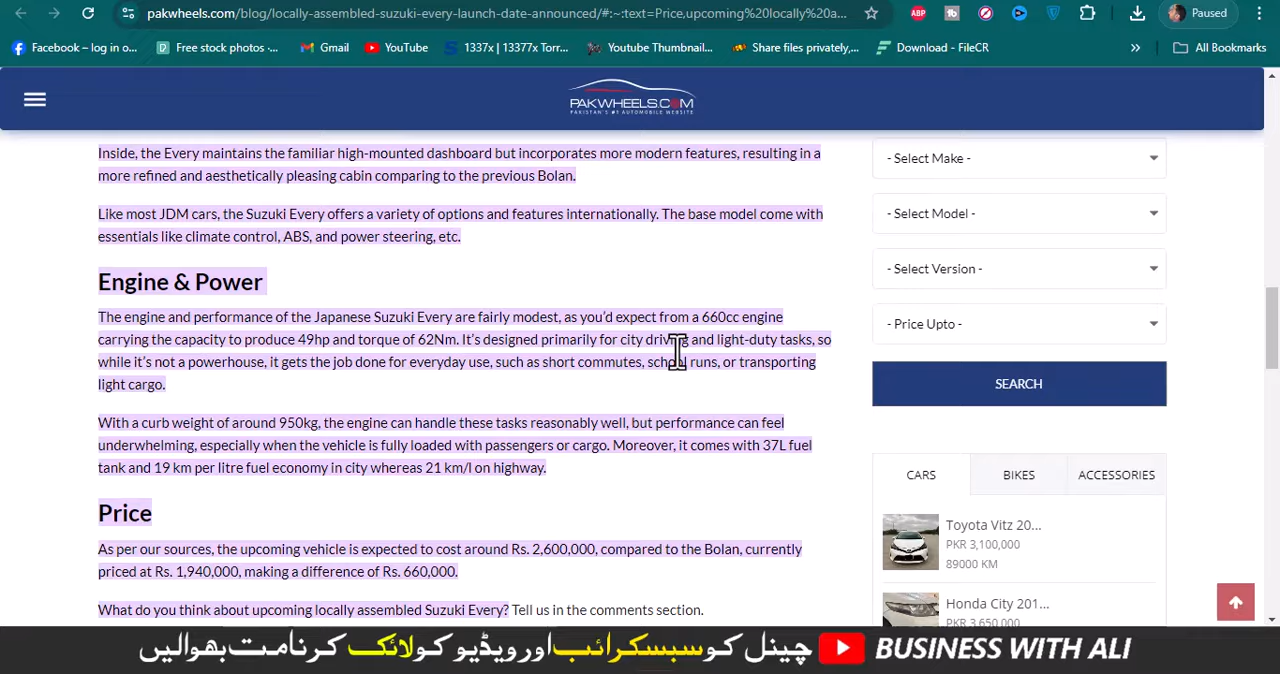 pakwheels.com/blog/locally-assembled-suzuki-every-launch-date-announced/#:~:text=Price,upcoming%20locally%20a...
ABP
Paused
Facebook – log in o...
Free stock photos ·...
Gmail
YouTube
1337x | 13377x Torr...
Youtube Thumbnail...
Share files privately,...
Download - FileCR
»
All Bookmarks
PAKWHEELS.COM
PAKISTAN'S #1 AUTOMOBILE WEBSITE
Inside, the Every maintains the familiar high-mounted dashboard but incorporates more modern features, resulting in a
more refined and aesthetically pleasing cabin comparing to the previous Bolan.
Like most JDM cars, the Suzuki Every offers a variety of options and features internationally. The base model come with
essentials like climate control, ABS, and power steering, etc.
Engine & Power
The engine and performance of the Japanese Suzuki Every are fairly modest, as you'd expect from a 660cc engine
carrying the capacity to produce 49hp and torque of 62Nm. It's designed primarily for city driving and light-duty tasks, so
while it's not a powerhouse, it gets the job done for everyday use, such as short commutes, school runs, or transporting
light cargo.
With a curb weight of around 950kg, the engine can handle these tasks reasonably well, but performance can feel
underwhelming, especially when the vehicle is fully loaded with passengers or cargo. Moreover, it comes with 37L fuel
tank and 19 km per litre fuel economy in city whereas 21 km/l on highway.
Price
As per our sources, the upcoming vehicle is expected to cost around Rs. 2,600,000, compared to the Bolan, currently
priced at Rs. 1,940,000, making a difference of Rs. 660,000.
What do you think about upcoming locally assembled Suzuki Every? Tell us in the comments section.
- Select Make -
- Select Model -
- Select Version -
- Price Upto -
SEARCH
CARS
BIKES
ACCESSORIES
Toyota Vitz 20...
PKR 3,100,000
89000 KM
Honda City 201...
PKR 3,650,000
چینل کو سبسکرائب اور ویڈیو کو لائک کرنا مت بھولیں
BUSINESS WITH ALI